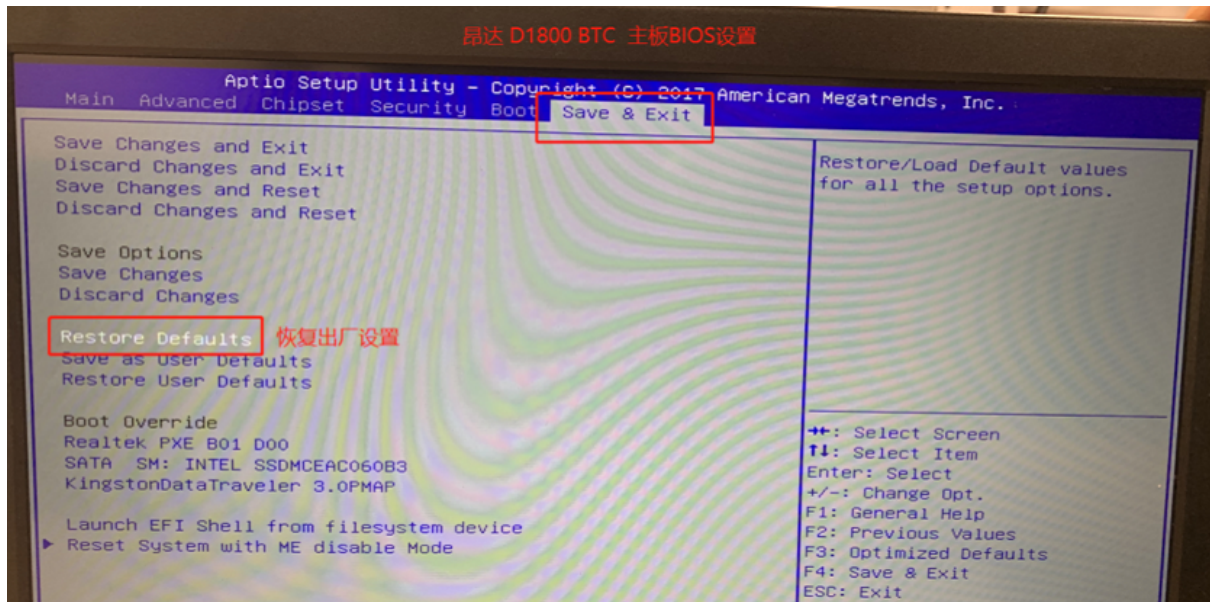 昂达 D1800 BTC 主板BIOS设置
Aptio Setup Utility – Copyright (C) 2017 American Megatrends, Inc.
Main Advanced Chipset Security Boot Save & Exit
Save Changes and Exit
Discard Changes and Exit
Save Changes and Reset
Discard Changes and Reset
Save Options
Save Changes
Discard Changes
Restore Defaults 恢复出厂设置
Save as User Defaults
Restore User Defaults
Boot Override
Realtek PXE B01 D00
SATA SM: INTEL SSDMCEAC060B3
KingstonDataTraveler 3.0PMAP
Launch EFI Shell from filesystem device
Reset System with ME disable Mode
Restore/Load Default values
for all the setup options.
→←: Select Screen
↑↓: Select Item
Enter: Select
+/-: Change Opt.
F1: General Help
F2: Previous Values
F3: Optimized Defaults
F4: Save & Exit
ESC: Exit